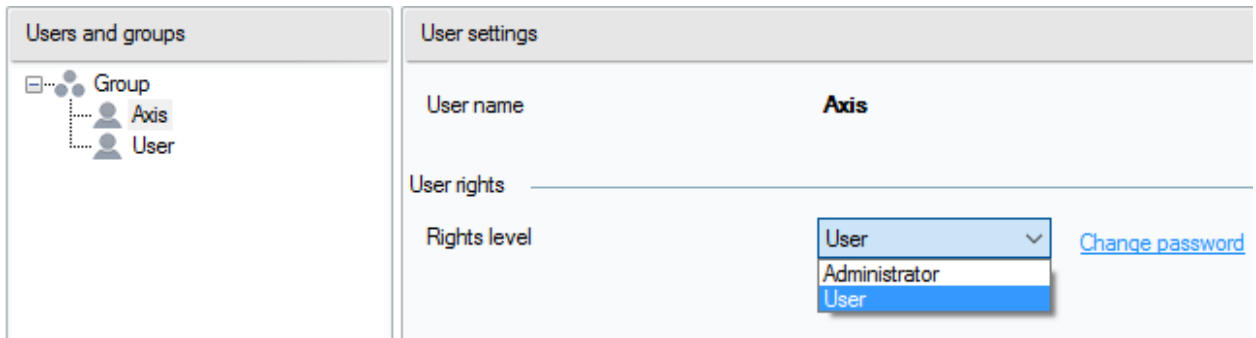 Users and groups
Group
Axis
User
User settings
User name Axis
User rights
Rights level User Change password
Administrator
User